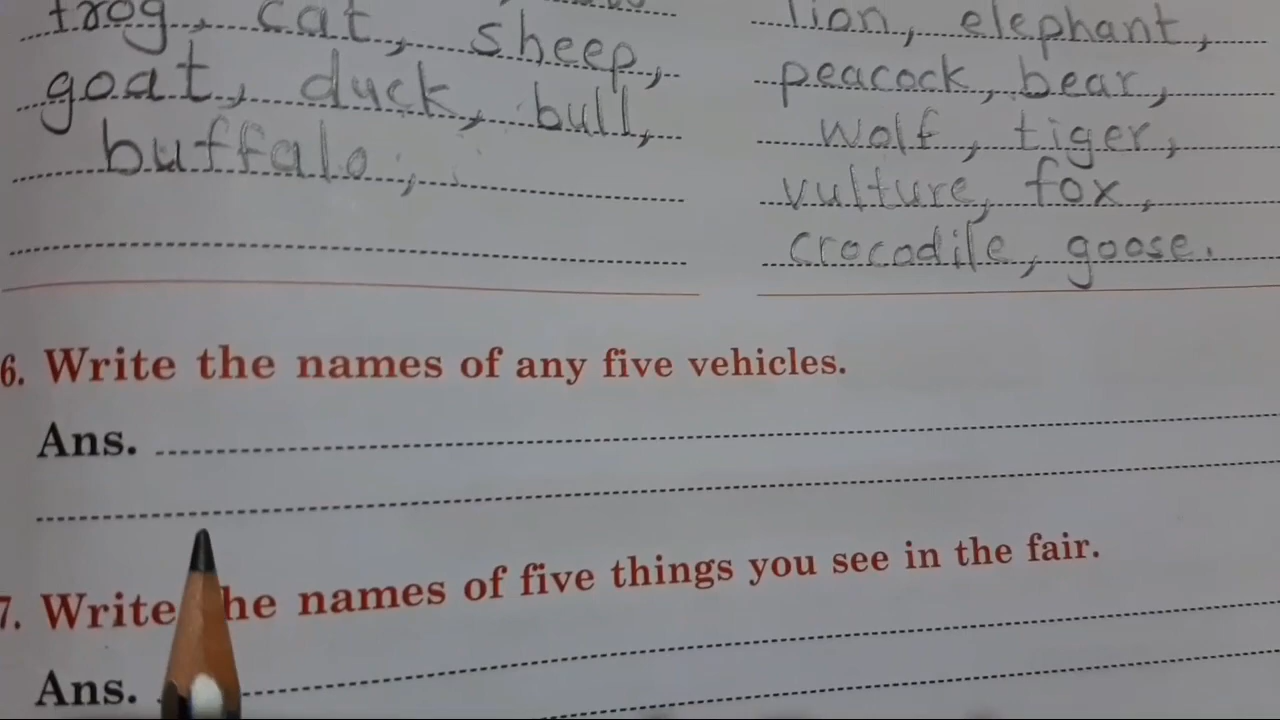 frog, cat, sheep,
goat, duck, bull,
buffalo,
lion, elephant,
peacock, bear,
wolf, tiger,
vulture, fox,
crocodile, goose.
6. Write the names of any five vehicles.
Ans.
7. Write the names of five things you see in the fair.
Ans.